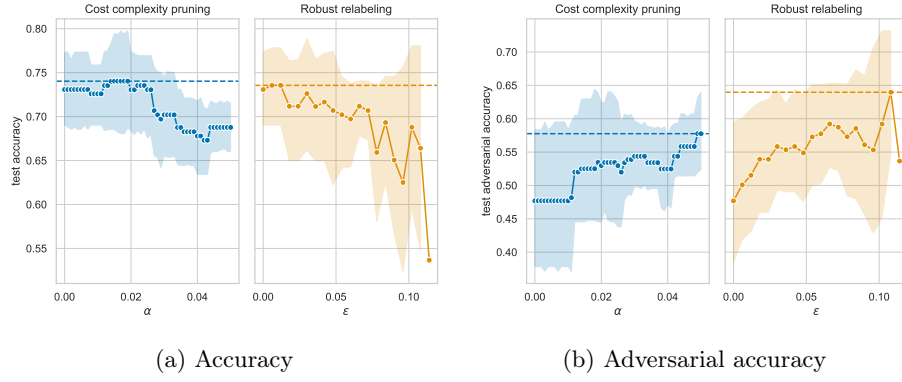 Cost complexity pruning
Robust relabeling
0.80
0.75
0.70
0.65
0.60
0.55
test accuracy
0.00
0.02
0.04
α
0.00
0.05
0.10
ε
(a) Accuracy
Cost complexity pruning
Robust relabeling
0.70
0.65
0.60
0.55
0.50
0.45
0.40
test adversarial accuracy
0.00
0.02
0.04
α
0.00
0.05
0.10
ε
(b) Adversarial accuracy